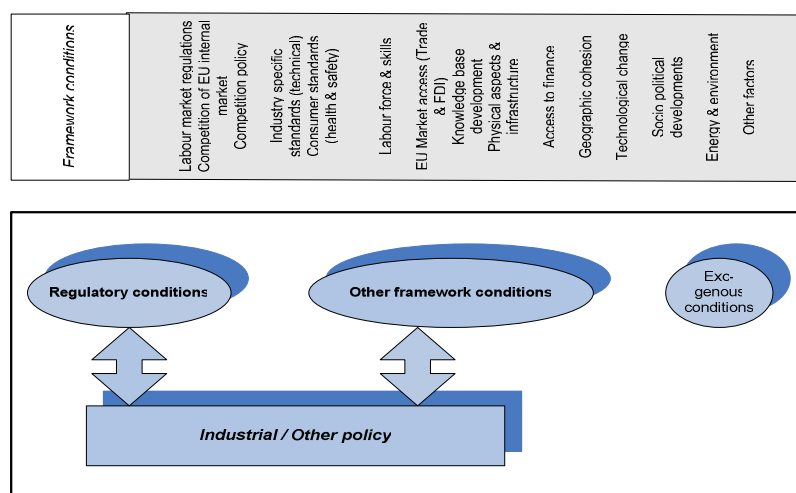 Framework conditions
Labour market regulations
Competition of EU internal
market
Competition policy
Industry specific
standards (technical)
Consumer standards
(health & safety)
Labour force & skills
EU Market access (Trade
& FDI)
Knowledge base
development
Physical aspects &
infrastructure
Access to finance
Geographic cohesion
Technological change
Socio political
developments
Energy & environment
Other factors
Regulatory conditions
Other framework conditions
Exc-
genous
conditions
Industrial / Other policy